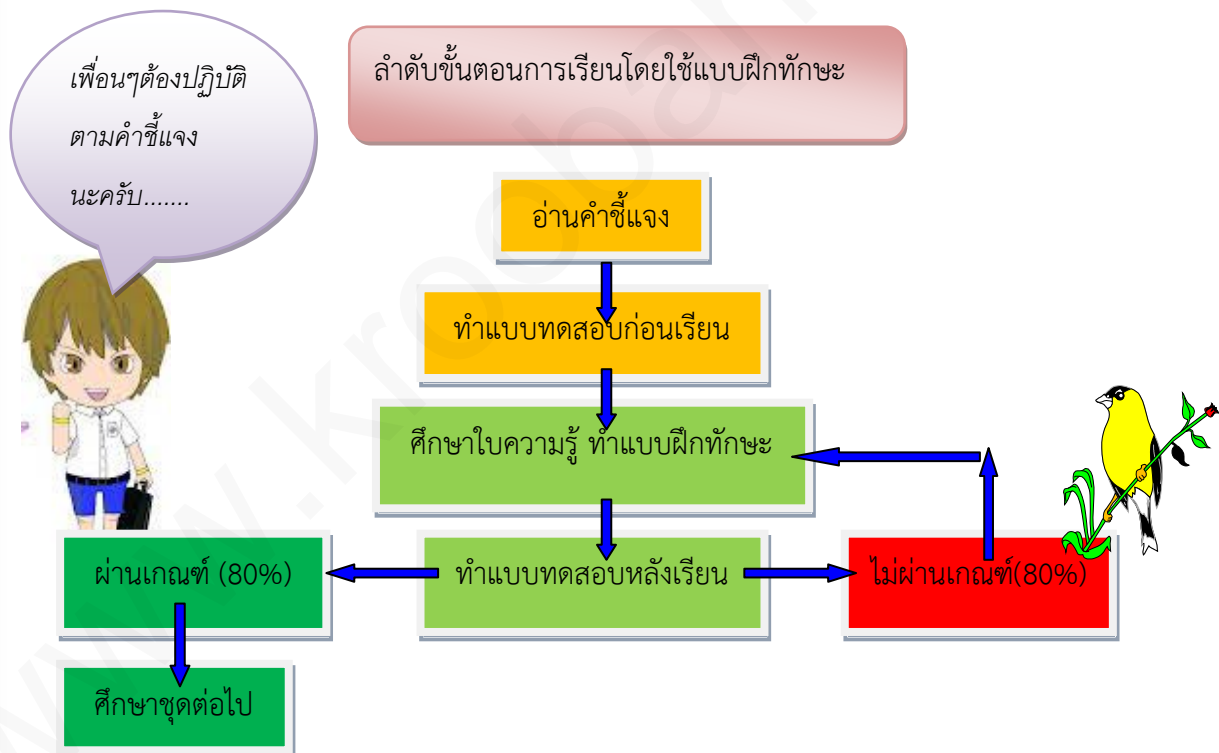 เพื่อนๆต้องปฏิบัติ
ตามคำชี้แจง
นะครับ.......
ลำดับขั้นตอนการเรียนโดยใช้แบบฝึกทักษะ
อ่านคำชี้แจง
ทำแบบทดสอบก่อนเรียน
ศึกษาใบความรู้ ทำแบบฝึกทักษะ
ผ่านเกณฑ์ (80%)
ทำแบบทดสอบหลังเรียน
ไม่ผ่านเกณฑ์(80%)
ศึกษาชุดต่อไป